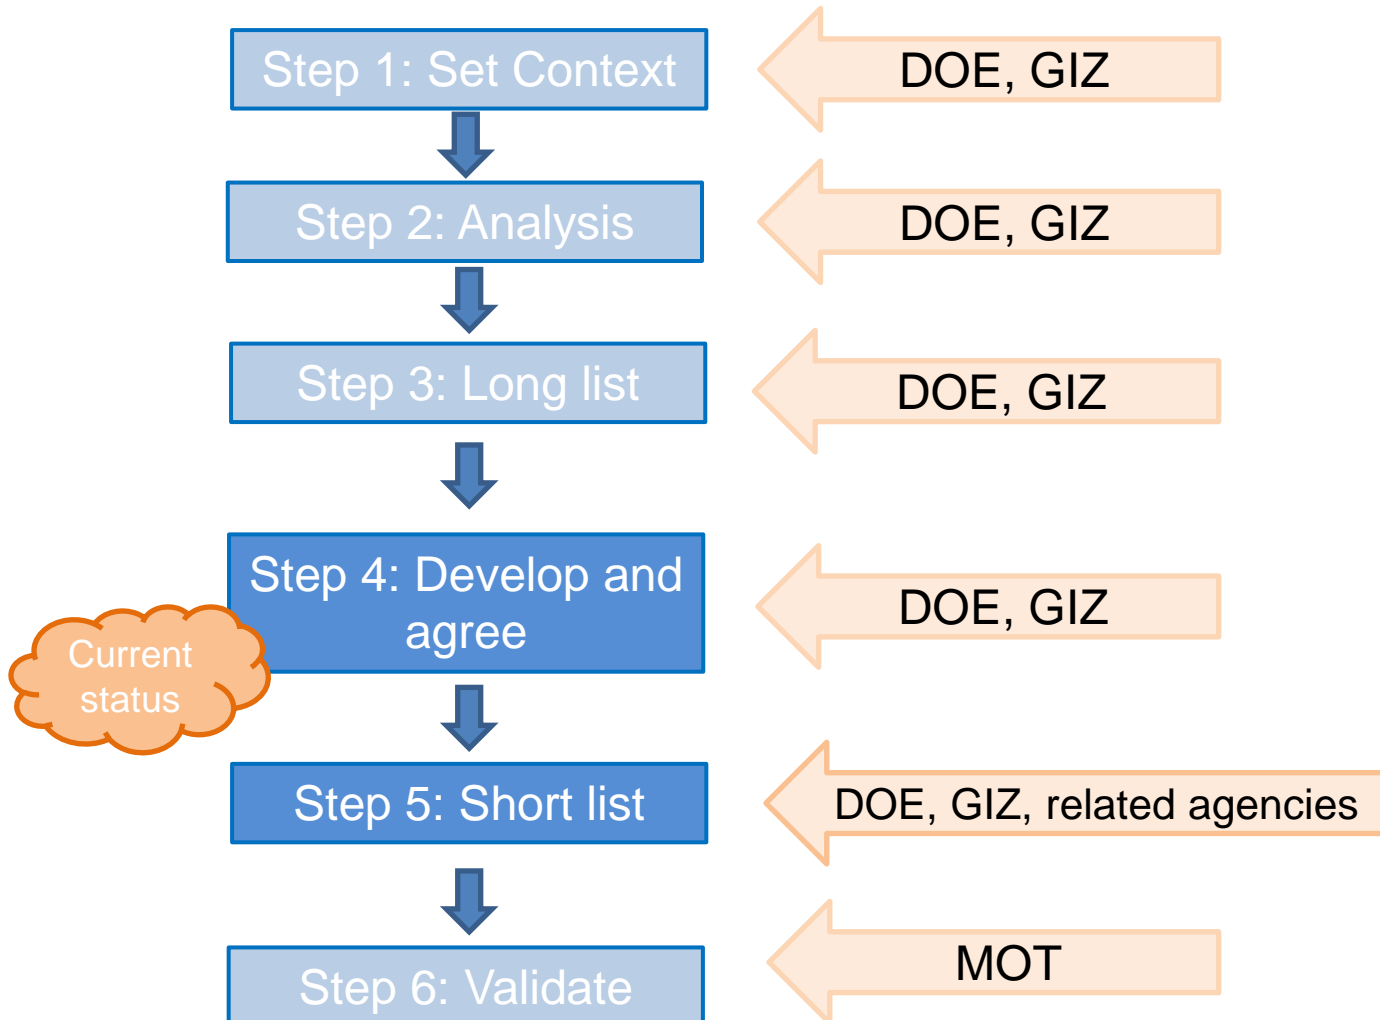 Step 1: Set Context
DOE, GIZ
Step 2: Analysis
DOE, GIZ
Step 3: Long list
DOE, GIZ
Step 4: Develop and
agree
DOE, GIZ
Current
status
Step 5: Short list
DOE, GIZ, related agencies
Step 6: Validate
MOT